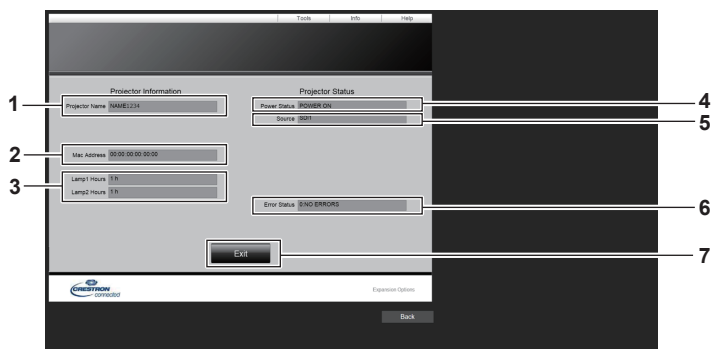 Tools Info Help
Projector Information Projector Status
1 Projector Name NAME1234 Power Status POWER ON 4
Source SDI1 5
2 Mac Address 00:00:00:00:00:00
3 Lamp1 Hours 1 h
Lamp2 Hours 1 h
Error Status 0:NO ERRORS 6
Exit 7
CRESTRON connected Expansion Options
Back